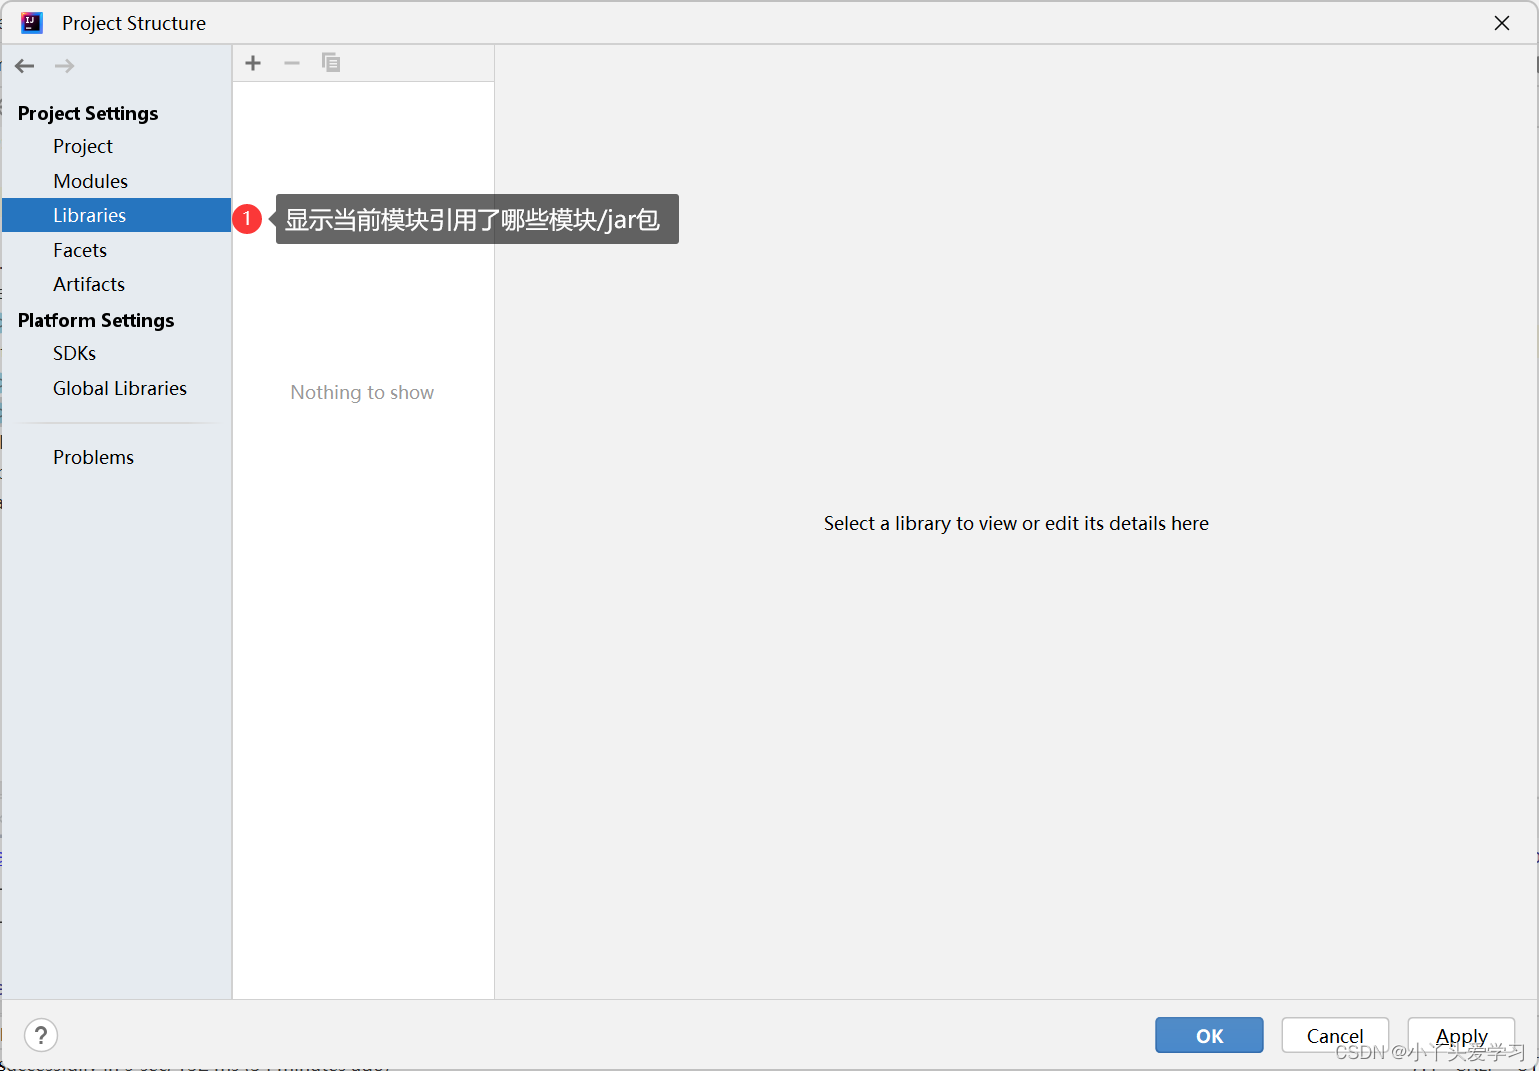 Project Structure
Project Settings
Project
Modules
Libraries
Facets
Artifacts
Platform Settings
SDKs
Global Libraries
Problems
1
显示当前模块引用了哪些模块/jar包
Nothing to show
Select a library to view or edit its details here
?
OK
Cancel
Apply
CSDN @小丫头爱学习